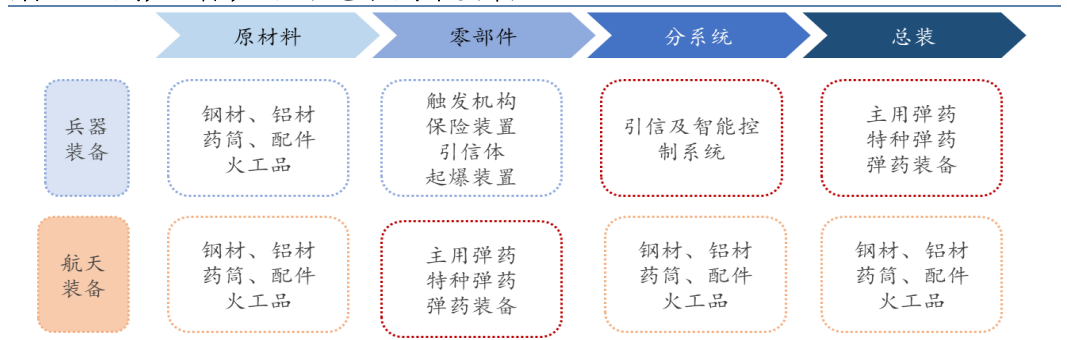 原材料
零部件
分系统
总装
兵器
装备
钢材、铝材
药筒、配件
火工品
触发机构
保险装置
引信体
起爆装置
引信及智能控
制系统
主用弹药
特种弹药
弹药装备
航天
装备
钢材、铝材
药筒、配件
火工品
主用弹药
特种弹药
弹药装备
钢材、铝材
药筒、配件
火工品
钢材、铝材
药筒、配件
火工品